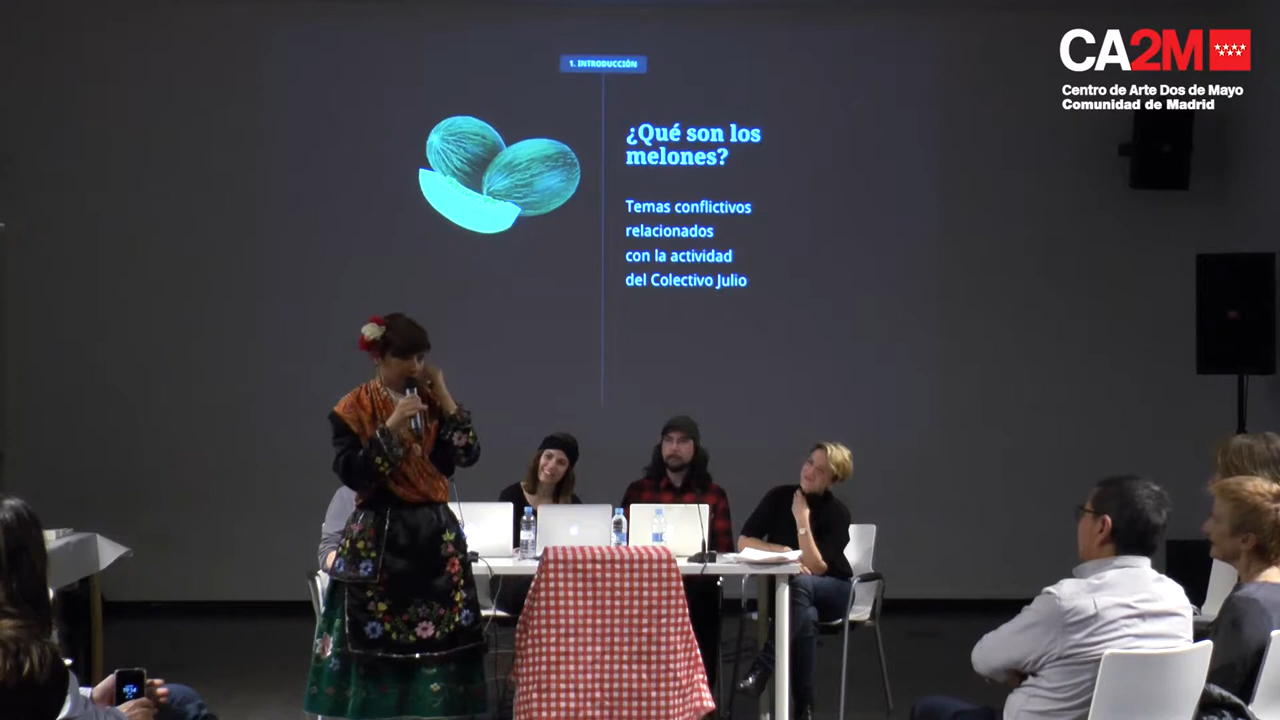 1. INTRODUCCIÓN
¿Qué son los
melones?
Temas conflictivos
relacionados
con la actividad
del Colectivo Julio
CA2M
Centro de Arte Dos de Mayo
Comunidad de Madrid